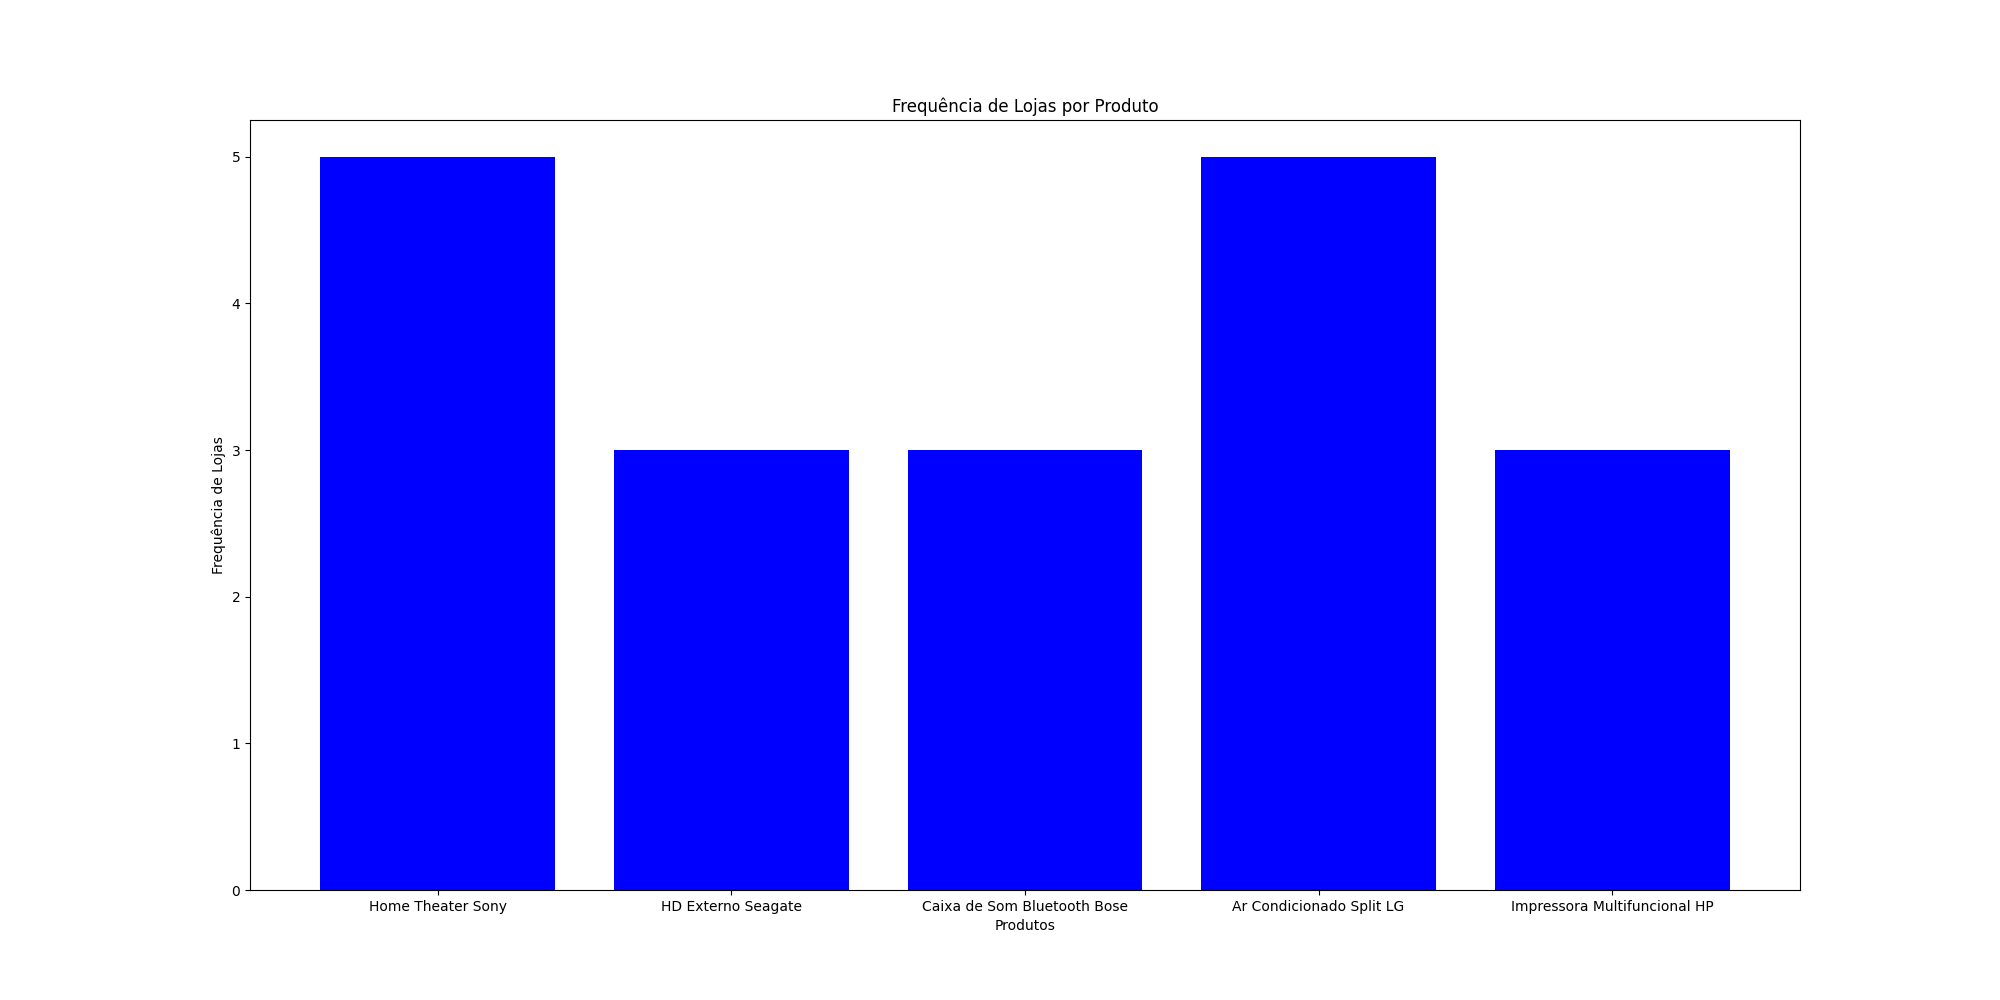 Frequência de Lojas por Produto
5
4
3
2
1
0
Frequência de Lojas
Home Theater Sony
HD Externo Seagate
Caixa de Som Bluetooth Bose
Ar Condicionado Split LG
Impressora Multifuncional HP
Produtos